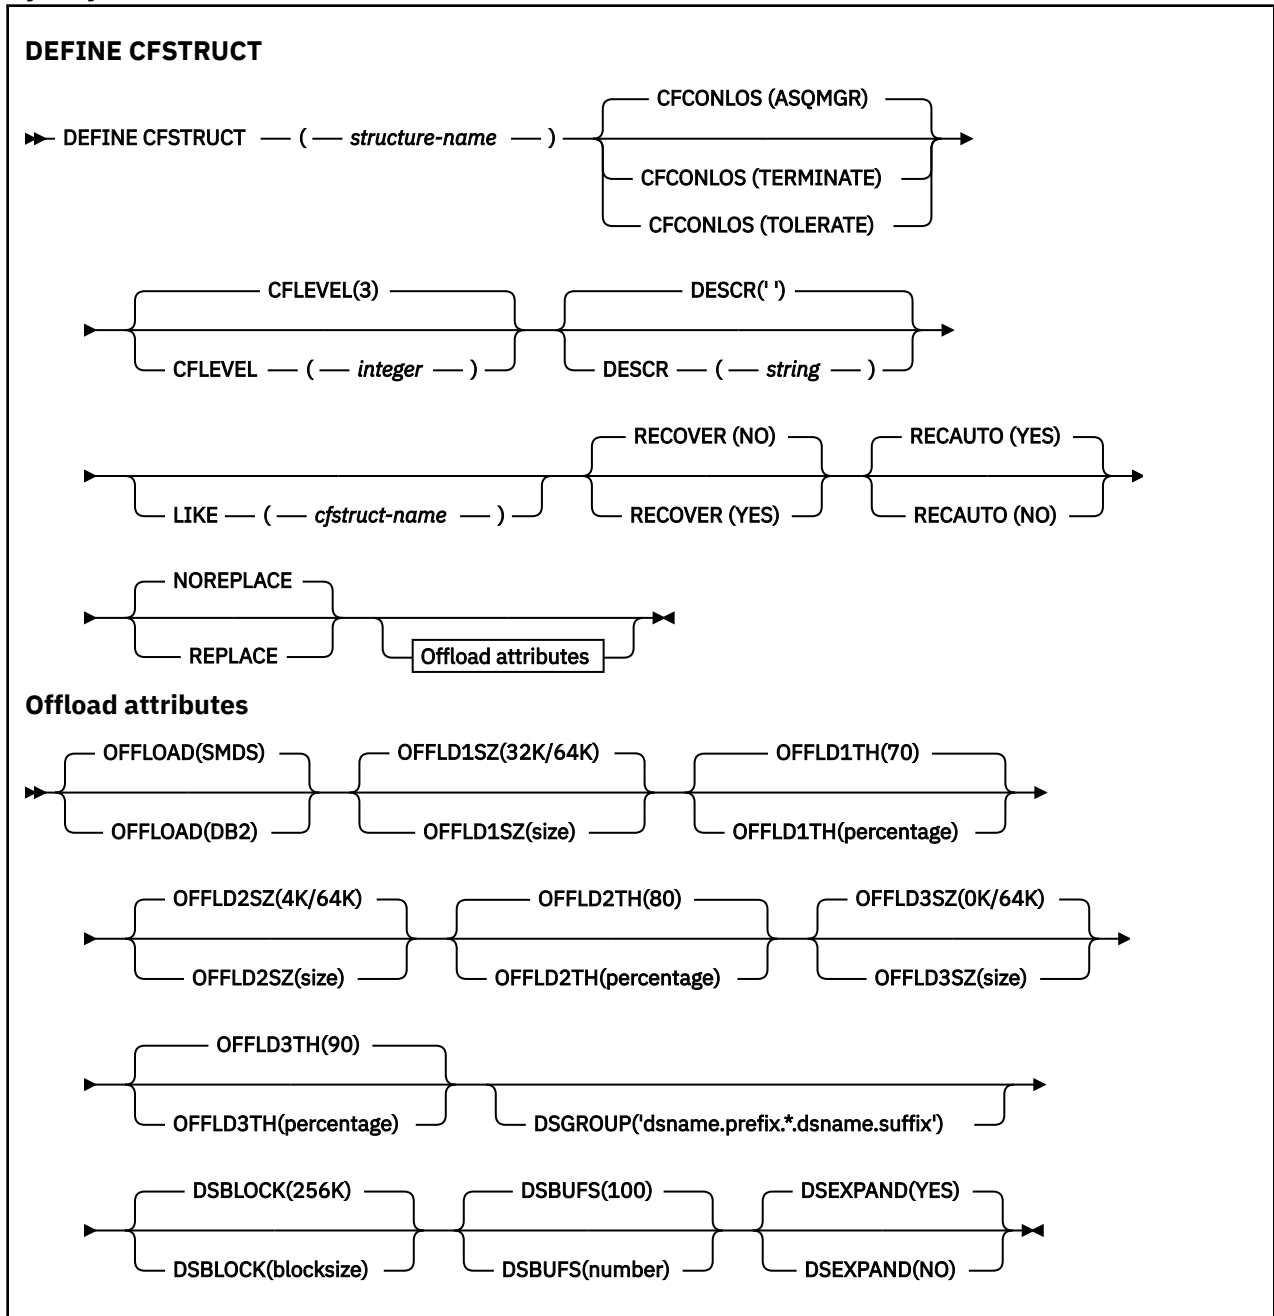 DEFINE CFSTRUCT
CFCONLOS (ASQMGR)
DEFINE CFSTRUCT ( structure-name )
CFCONLOS (TERMINATE)
CFCONLOS (TOLERATE)
CFLEVEL(3) DESCR(' ')
CFLEVEL ( integer ) DESCR ( string )
RECOVER (NO) RECAUTO (YES)
LIKE ( cfstruct-name ) RECOVER (YES) RECAUTO (NO)
NOREPLACE
REPLACE Offload attributes
Offload attributes
OFFLOAD(SMDS) OFFLD1SZ(32K/64K) OFFLD1TH(70)
OFFLOAD(DB2) OFFLD1SZ(size) OFFLD1TH(percentage)
OFFLD2SZ(4K/64K) OFFLD2TH(80) OFFLD3SZ(0K/64K)
OFFLD2SZ(size) OFFLD2TH(percentage) OFFLD3SZ(size)
OFFLD3TH(90)
OFFLD3TH(percentage) DSGROUP('dsname.prefix.*.dsname.suffix')
DSBLOCK(256K) DSBUFS(100) DSEXPAND(YES)
DSBLOCK(blocksize) DSBUFS(number) DSEXPAND(NO)